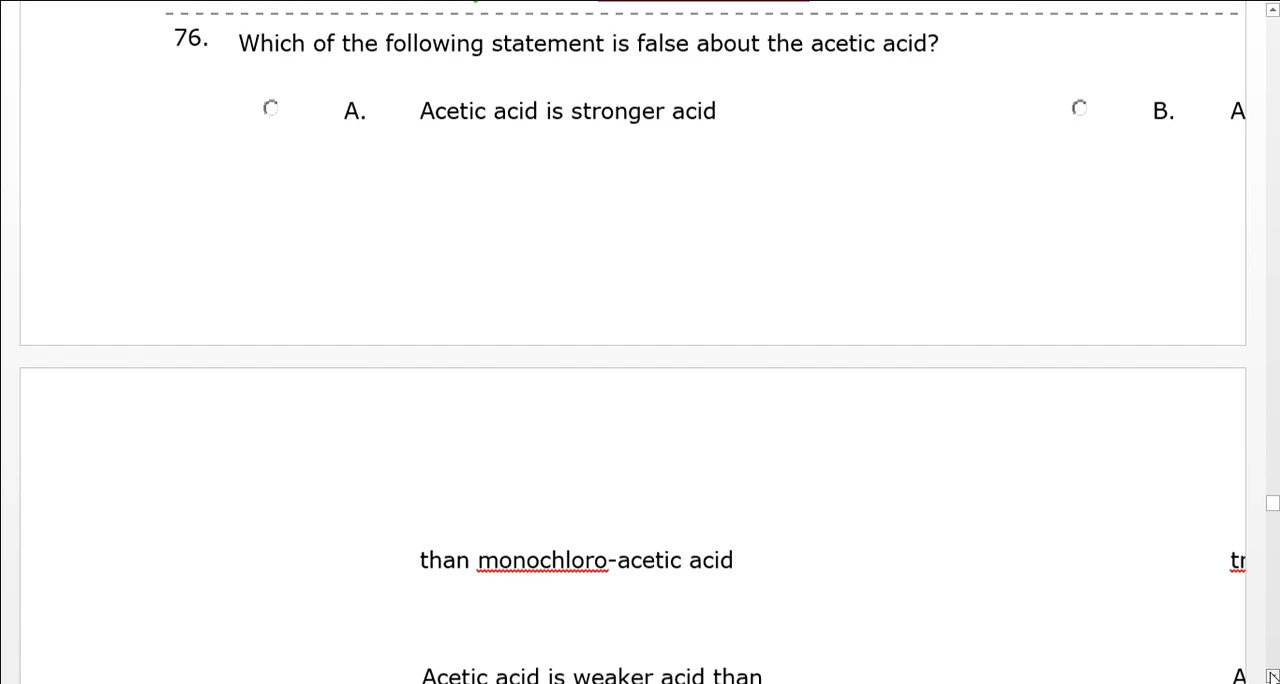 76. Which of the following statement is false about the acetic acid?
A. Acetic acid is stronger acid B. A
than monochloro-acetic acid tr
Acetic acid is weaker acid than A